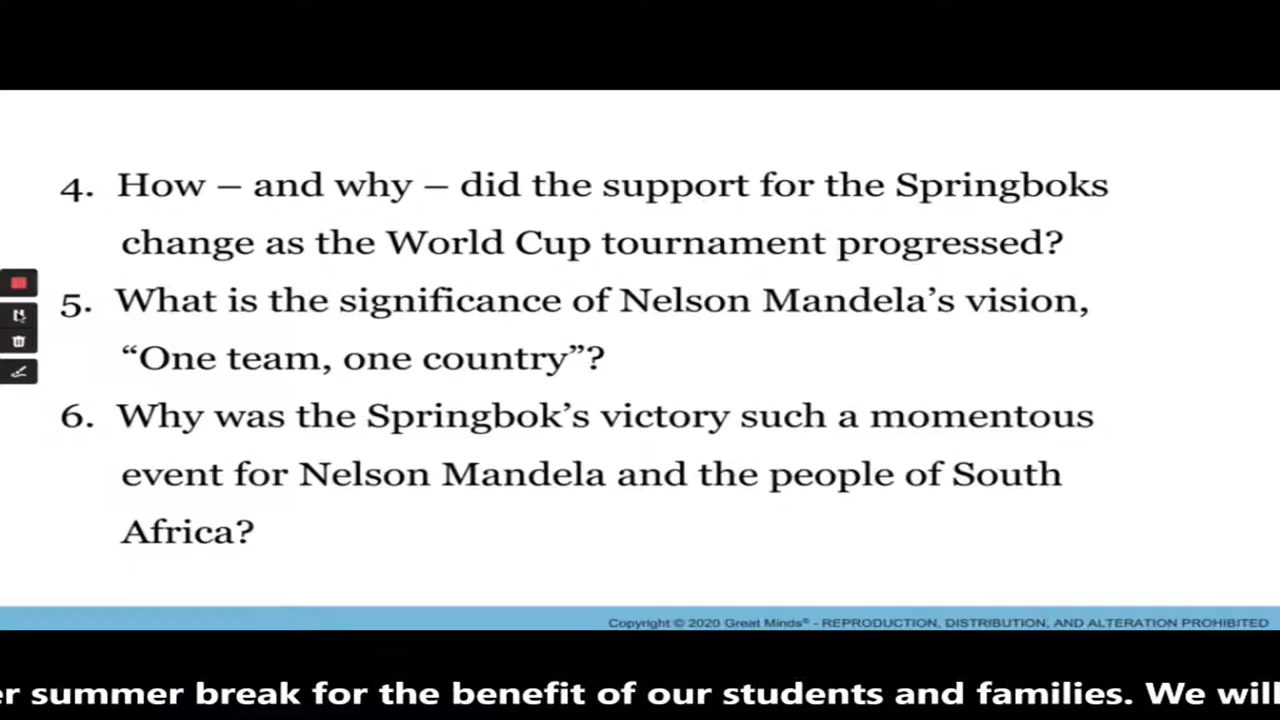 4. How – and why – did the support for the Springboks
change as the World Cup tournament progressed?
5. What is the significance of Nelson Mandela’s vision,
“One team, one country”?
6. Why was the Springbok’s victory such a momentous
event for Nelson Mandela and the people of South
Africa?
Copyright © 2020 Great Minds® - REPRODUCTION, DISTRIBUTION, AND ALTERATION PROHIBITED
er summer break for the benefit of our students and families. We will